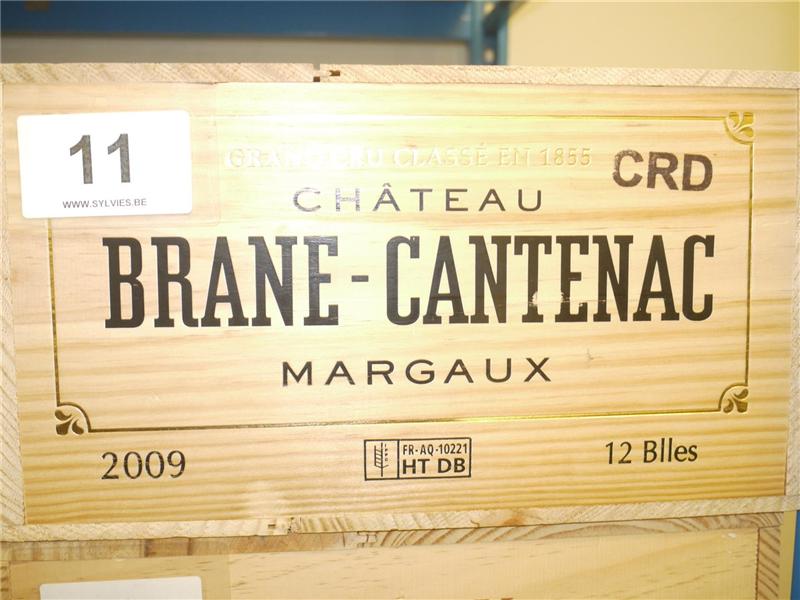 11
WWW.SYLVIES.BE
GRAND CRU CLASSÉ EN 1855
CRD
CHÂTEAU
BRANE-CANTENAC
MARGAUX
2009
FR-AQ-10221
HT DB
12 Blles